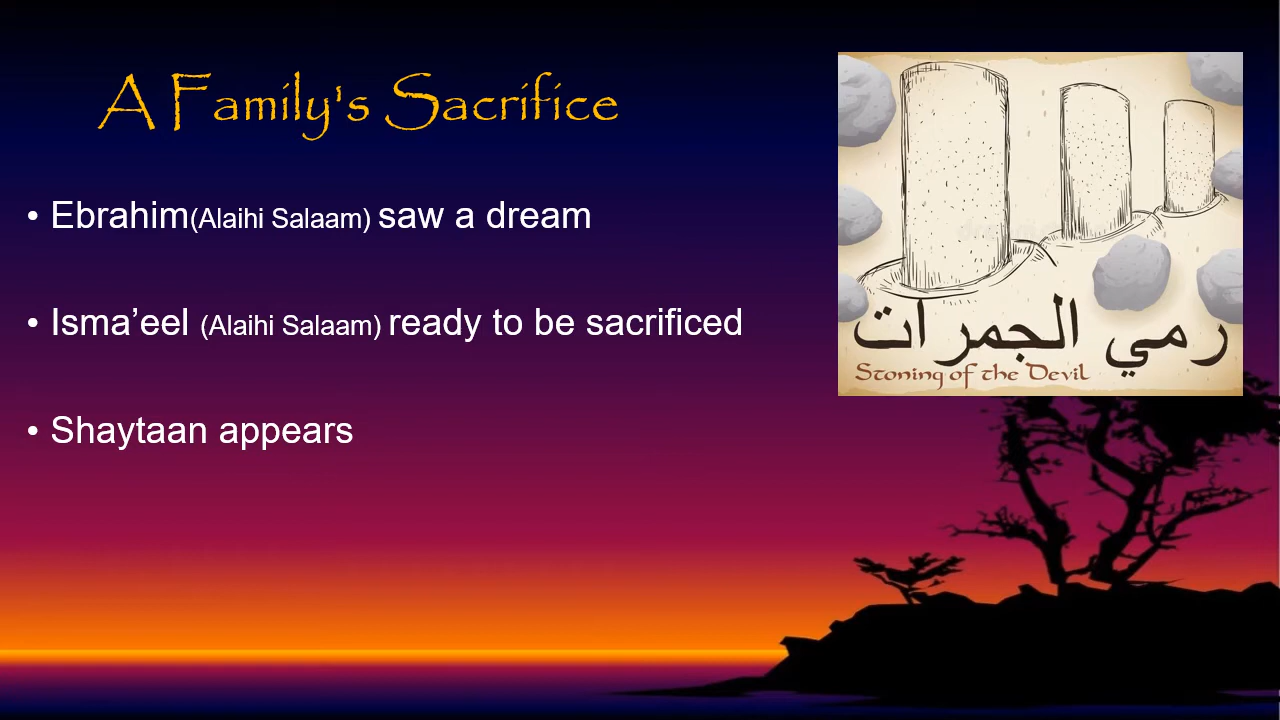 A Family's Sacrifice
• Ebrahim(Alaihi Salaam) saw a dream
• Isma’eel (Alaihi Salaam) ready to be sacrificed
• Shaytaan appears
رمي الجمرات
Stoning of the Devil